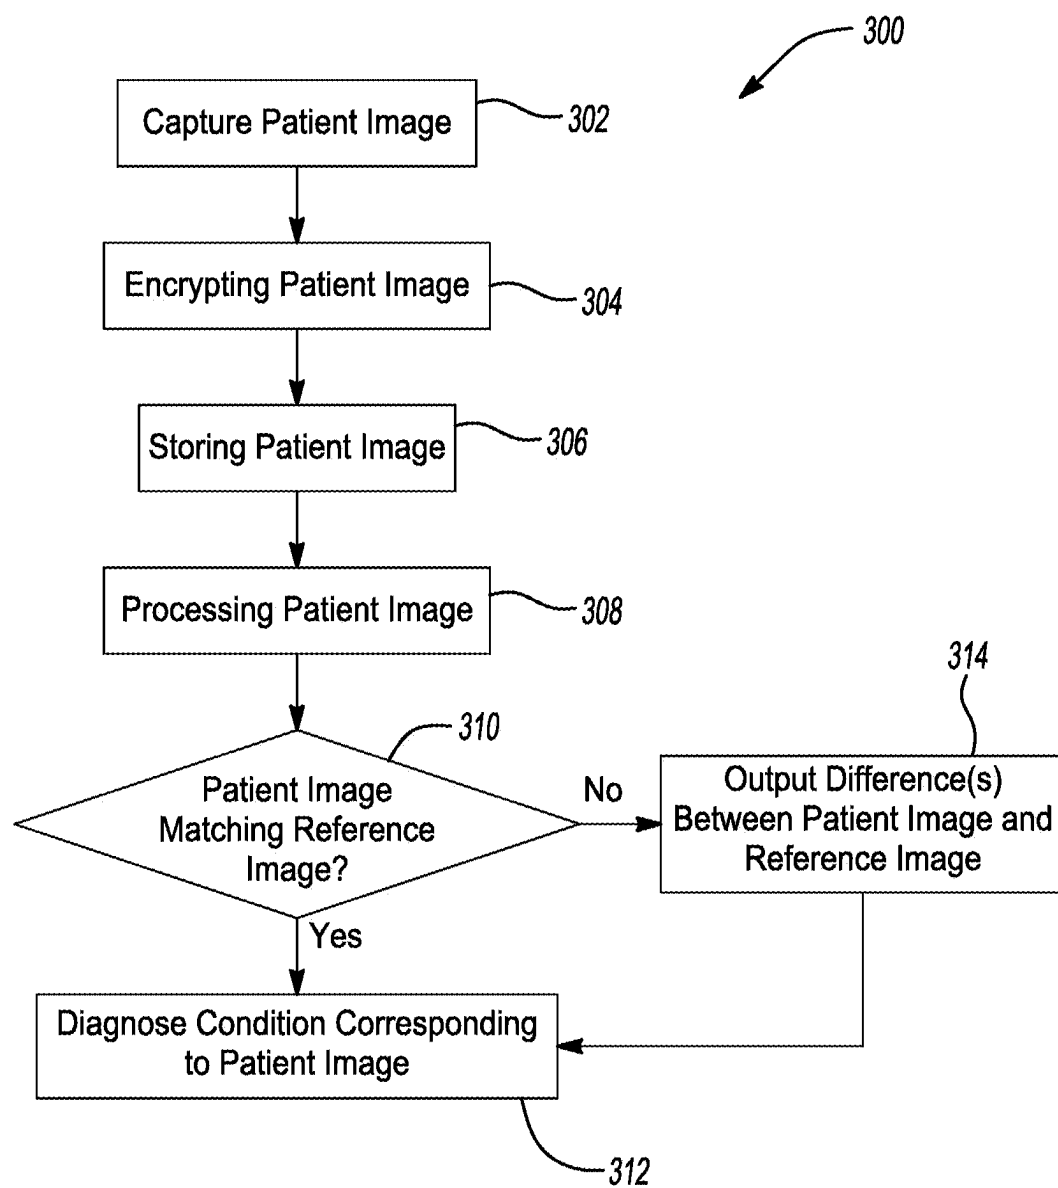 300
Capture Patient Image
302
Encrypting Patient Image
304
Storing Patient Image
306
Processing Patient Image
308
310
Patient Image
Matching Reference
Image?
No
314
Output Difference(s)
Between Patient Image and
Reference Image
Yes
Diagnose Condition Corresponding
to Patient Image
312